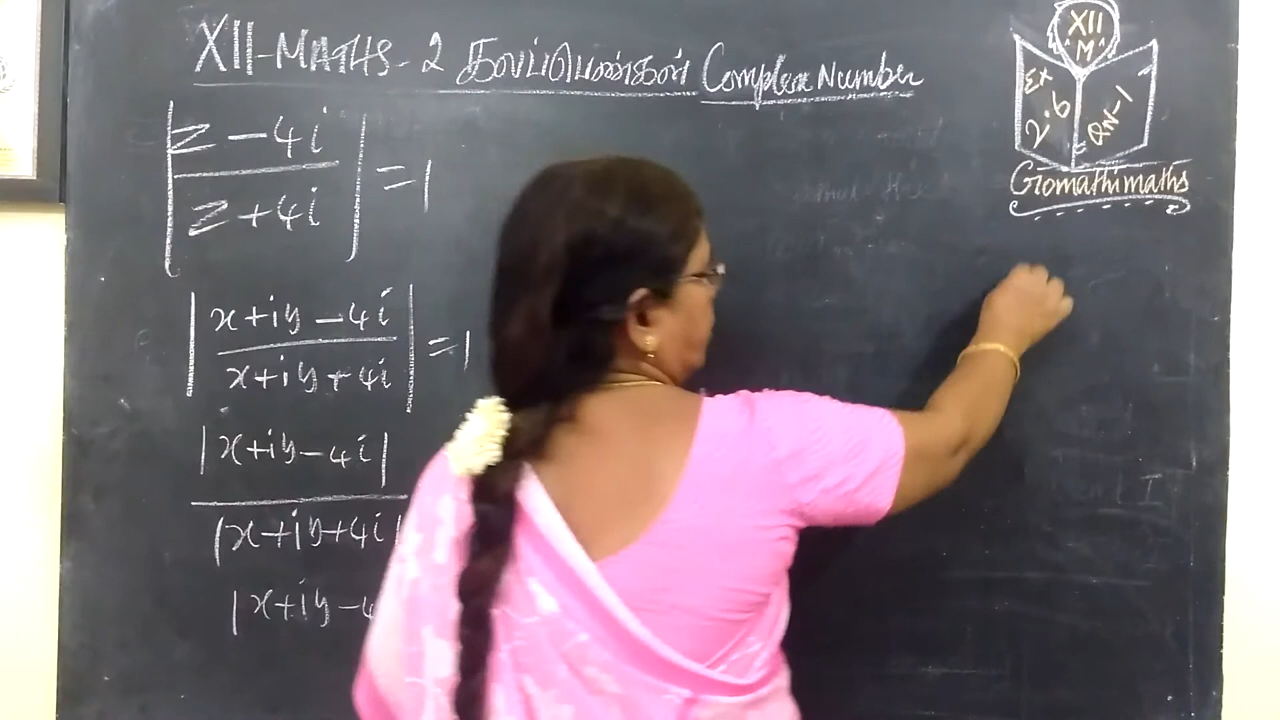 XII-MATHS-2 கலப்பெண்கள் Complex Number
XII
M
Ex
2.6
QN-1
Gomathimaths
|z-4i / z+4i| = 1
|x+iy-4i / x+iy+4i| = 1
|x+iy-4i|
|x+iy+4i|
|x+iy-4